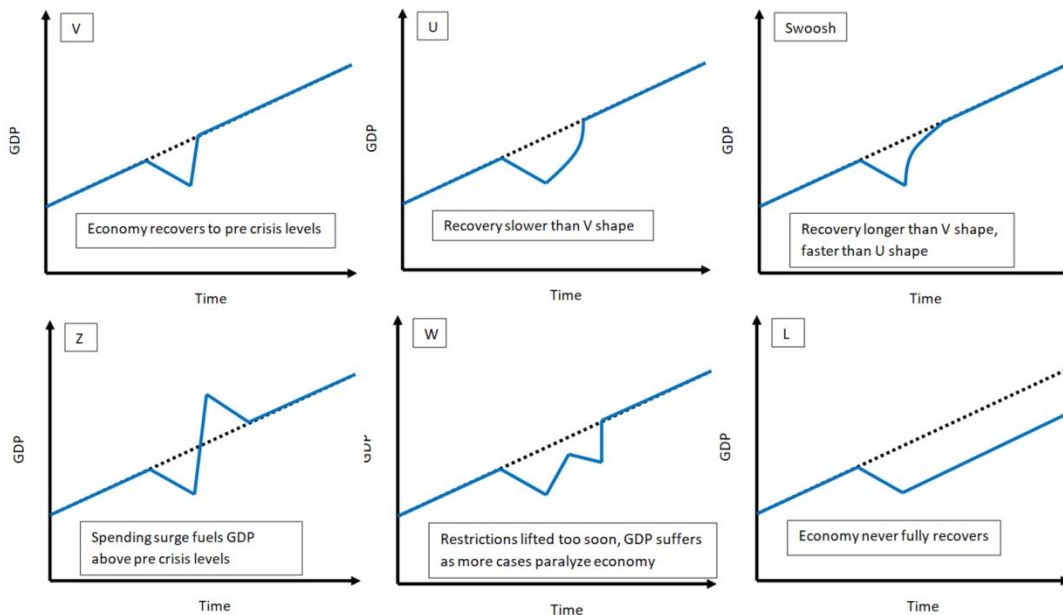 V
GDP
Economy recovers to pre crisis levels
Time
U
GDP
Recovery slower than V shape
Time
Swoosh
GDP
Recovery longer than V shape,
faster than U shape
Time
Z
GDP
Spending surge fuels GDP
above pre crisis levels
Time
W
GDP
Restrictions lifted too soon, GDP suffers
as more cases paralyze economy
Time
L
GDP
Economy never fully recovers
Time